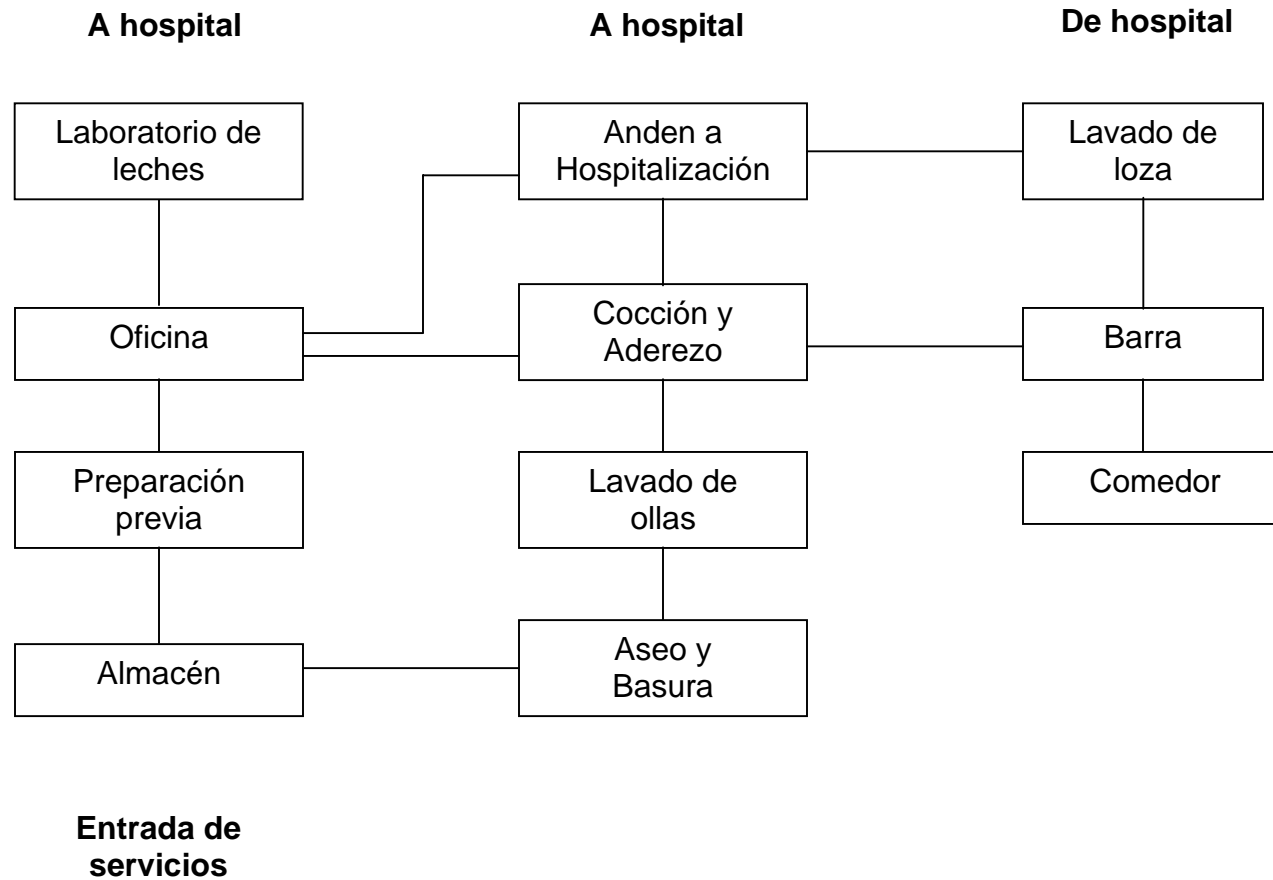 A hospital
A hospital
De hospital
Laboratorio de
leches
Anden a
Hospitalización
Lavado de
loza
Oficina
Cocción y
Aderezo
Barra
Preparación
previa
Lavado de
ollas
Comedor
Almacén
Aseo y
Basura
Entrada de
servicios